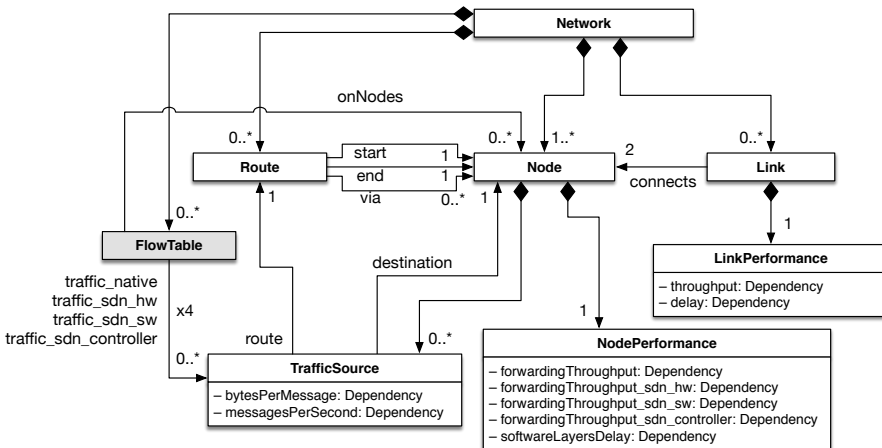 Network
onNodes
0..*
0..*
1..*
0..*
start
1
2
Route
Node
Link
end
1
connects
via
0..*
1
1
0..*
FlowTable
1
destination
LinkPerformance
traffic_native
– throughput: Dependency
traffic_sdn_hw
x4
– delay: Dependency
traffic_sdn_sw
traffic_sdn_controller
route
0..*
1
0..*
TrafficSource
NodePerformance
– bytesPerMessage: Dependency
– messagesPerSecond: Dependency
– forwardingThroughput: Dependency
– forwardingThroughput_sdn_hw: Dependency
– forwardingThroughput_sdn_sw: Dependency
– forwardingThroughput_sdn_controller: Dependency
– softwareLayersDelay: Dependency